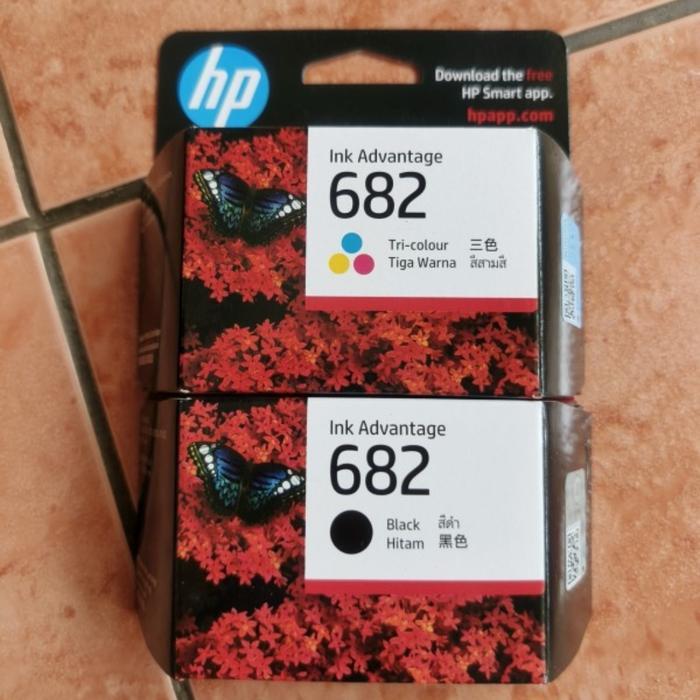 hp
Download the free
HP Smart app.
hpapp.com
Ink Advantage
682
Tri-colour 三色
Tiga Warna สีสามสี
Ink Advantage
682
Black สีดำ
Hitam 黑色